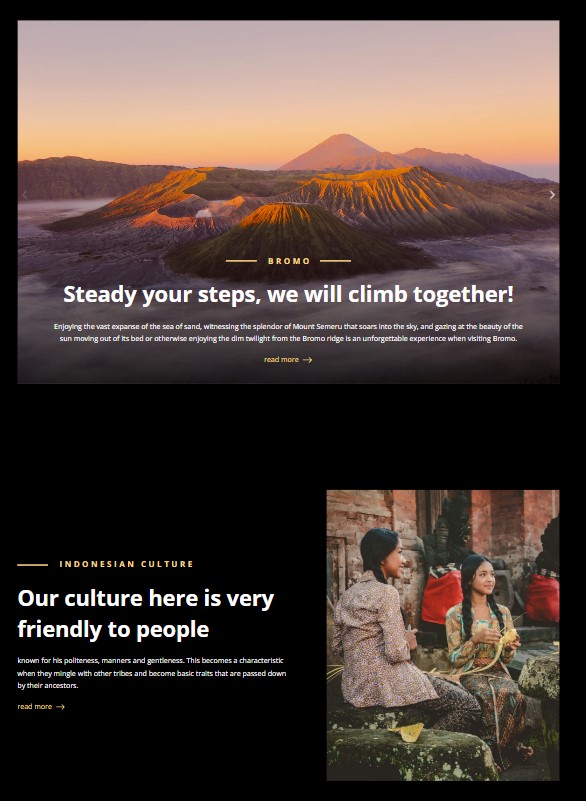 BROMO
Steady your steps, we will climb together!
Enjoying the vast expanse of the sea of sand, witnessing the splendor of Mount Semeru that soars into the sky, and gazing at the beauty of the
sun moving out of its bed or otherwise enjoying the dim twilight from the Bromo ridge is an unforgettable experience when visiting Bromo.
read more →
INDONESIAN CULTURE
Our culture here is very
friendly to people
known for his politeness, manners and gentleness. This becomes a characteristic
when they mingle with other tribes and become basic traits that are passed down
by their ancestors.
read more →